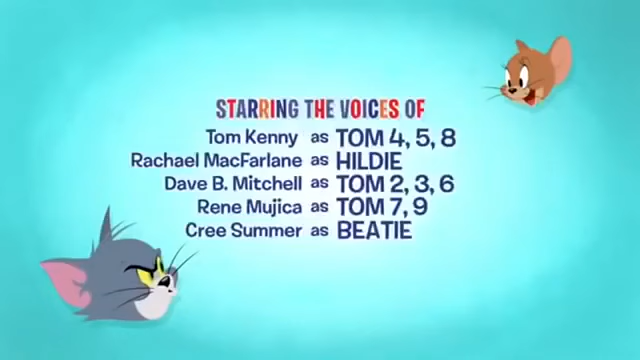 STARRING THE VOICES OF
Tom Kenny as TOM 4, 5, 8
Rachael MacFarlane as HILDIE
Dave B. Mitchell as TOM 2, 3, 6
Rene Mujica as TOM 7, 9
Cree Summer as BEATIE